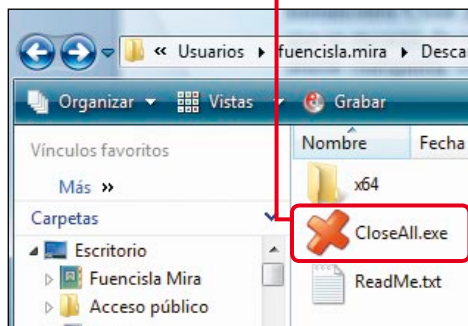 « Usuarios ▸ fuencisla.mira ▸ Desca
Organizar Vistas Grabar
Vínculos favoritos
Más »
Carpetas
Escritorio
Fuencisla Mira
Acceso público
Nombre Fecha
x64
CloseAll.exe
ReadMe.txt